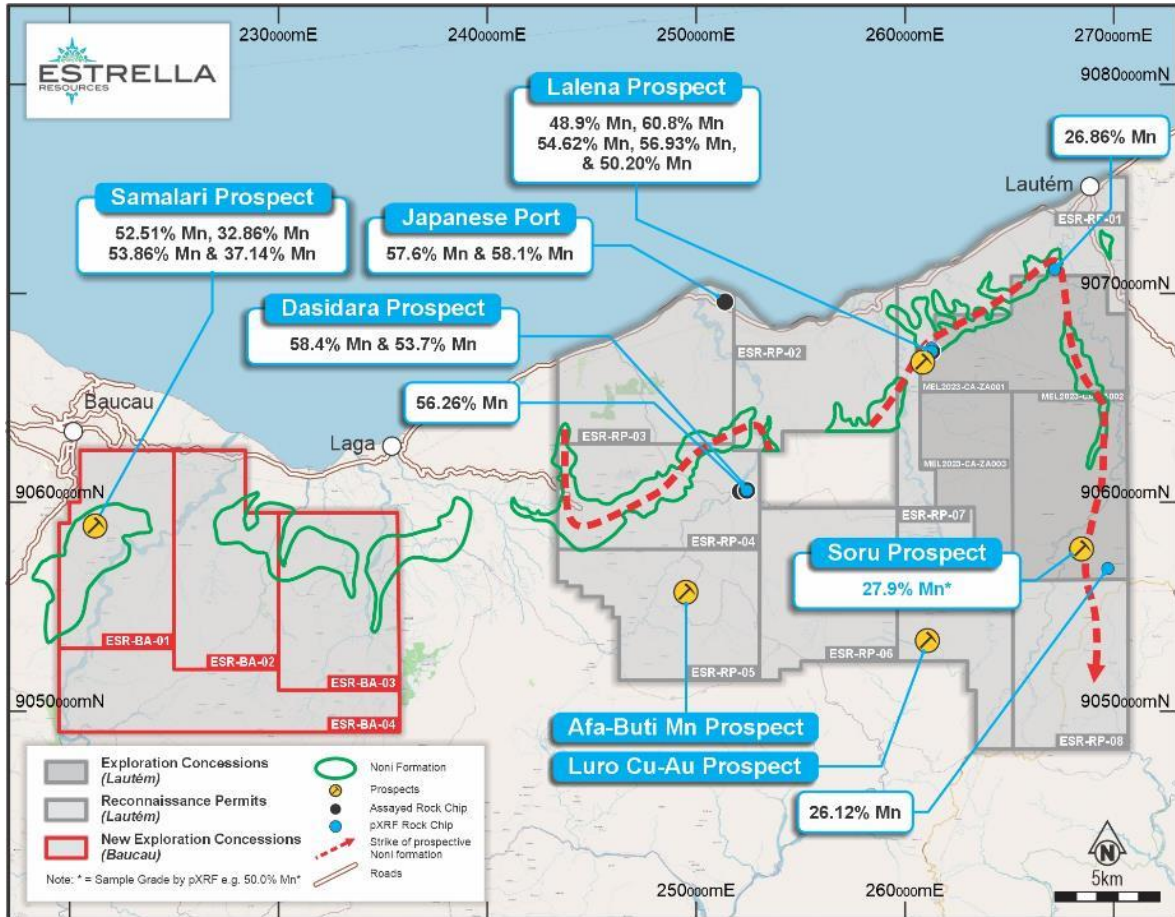 230000mE
240000mE
250000mE
260000mE
270000mE
ESTRELLA
RESOURCES
9080000mN
Lalena Prospect
48.9% Mn, 60.8% Mn
54.62% Mn, 56.93% Mn,
& 50.20% Mn
26.86% Mn
Lautém
Samalari Prospect
52.51% Mn, 32.86% Mn
53.86% Mn & 37.14% Mn
Japanese Port
57.6% Mn & 58.1% Mn
ESR-RP-01
9070000mN
Dasidara Prospect
58.4% Mn & 53.7% Mn
ESR-RP-02
56.26% Mn
MEL2023-CA-ZA001
MEL2023-CA-ZA002
Baucau
Laga
ESR-RP-03
MEL2023-CA-ZA003
9060000mN
9060000mN
ESR-RP-07
ESR-RP-04
Soru Prospect
27.9% Mn*
ESR-BA-01
ESR-BA-02
ESR-BA-03
ESR-BA-04
ESR-RP-06
ESR-RP-05
9050000mN
9050000mN
Afa-Buti Mn Prospect
Luro Cu-Au Prospect
ESR-RP-08
26.12% Mn
Exploration Concessions
(Lautém)
Reconnaissance Permits
(Lautém)
New Exploration Concessions
(Baucau)
Note: * = Sample Grade by pXRF e.g. 50.0% Mn*
Noni Formation
Prospects
Assayed Rock Chip
pXRF Rock Chip
Strike of prospective
Noni formation
Roads
N
5km
250000mE
260000mE